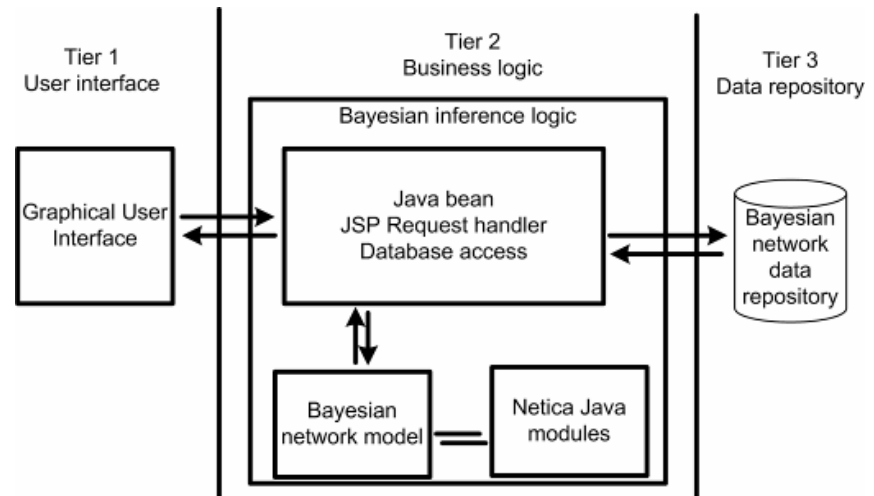 Tier 1
User interface
Tier 2
Business logic
Tier 3
Data repository
Bayesian inference logic
Graphical User
Interface
Java bean
JSP Request handler
Database access
Bayesian
network
data
repository
Bayesian
network model
Netica Java
modules